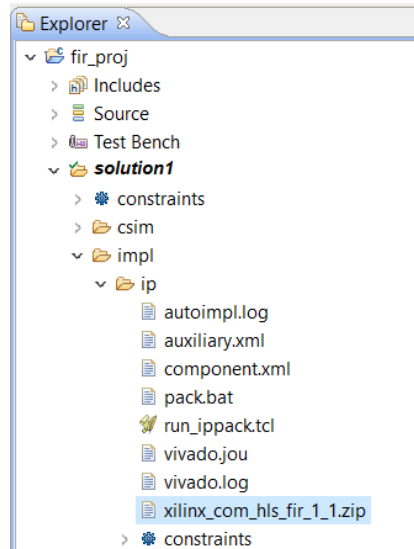 Explorer
fir_proj
Includes
Source
Test Bench
solution1
constraints
csim
impl
ip
autoimpl.log
auxiliary.xml
component.xml
pack.bat
run_ippack.tcl
vivado.jou
vivado.log
xilinx_com_hls_fir_1_1.zip
constraints